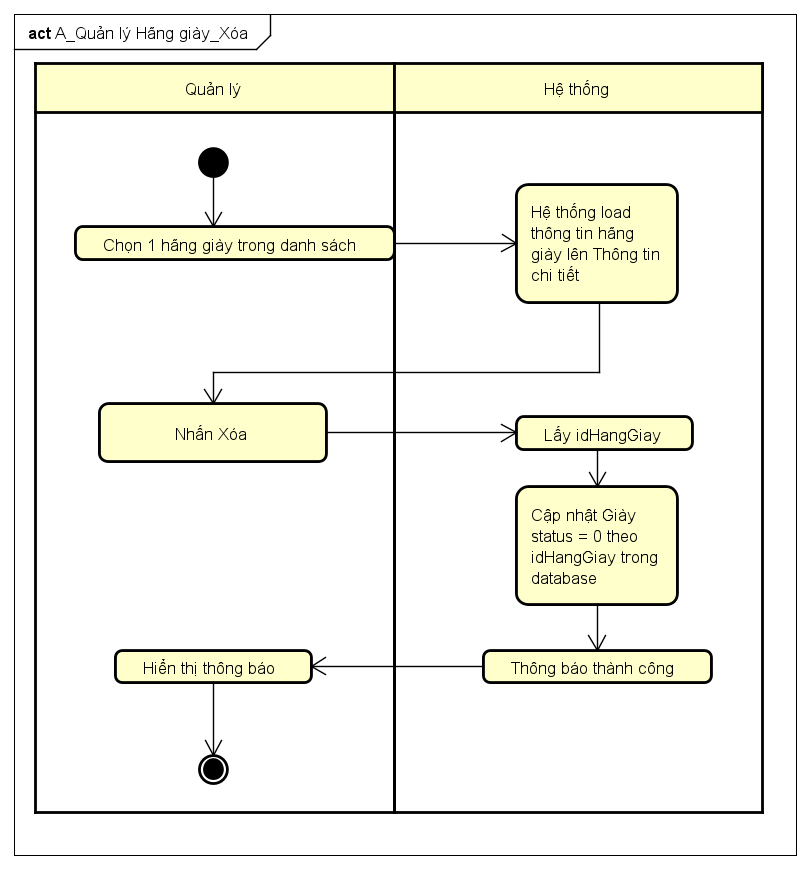 act A_Quản lý Hãng giày_Xóa
Quản lý
Hệ thống
Chọn 1 hãng giày trong danh sách
Hệ thống load
thông tin hãng
giày lên Thông tin
chi tiết
Nhấn Xóa
Lấy idHangGiay
Cập nhật Giày
status = 0 theo
idHangGiay trong
database
Hiển thị thông báo
Thông báo thành công